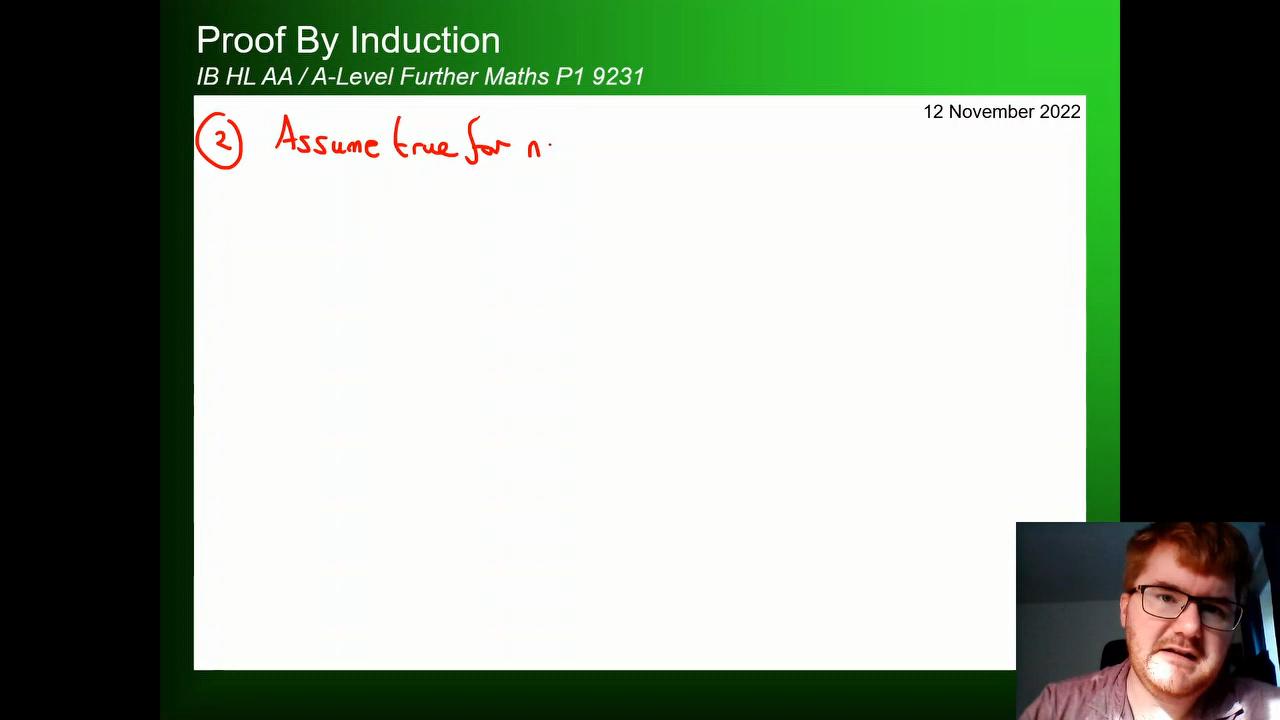 Proof By Induction
IB HL AA / A-Level Further Maths P1 9231
12 November 2022
2 Assume true for n